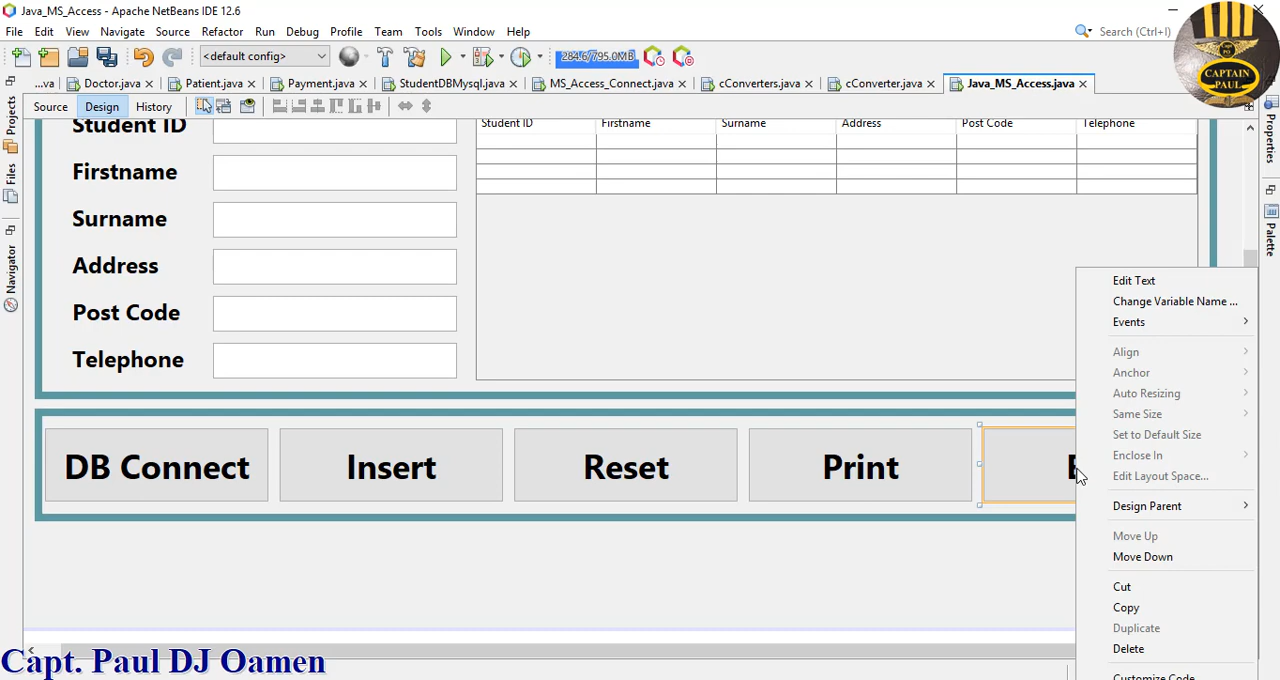 Java_MS_Access - Apache NetBeans IDE 12.6
File Edit View Navigate Source Refactor Run Debug Profile Team Tools Window Help
Search (Ctrl+I)
<default config>
284.6/795.0MB
...va Doctor.java Patient.java Payment.java StudentDBMysql.java MS_Access_Connect.java cConverters.java cConverter.java Java_MS_Access.java
CAPTAIN
PAUL
Source Design History
Projects
Files
Navigator
Properties
Palette
Student ID
Firstname
Surname
Address
Post Code
Telephone
Student ID Firstname Surname Address Post Code Telephone
DB Connect Insert Reset Print
Edit Text
Change Variable Name ...
Events
Align
Anchor
Auto Resizing
Same Size
Set to Default Size
Enclose In
Edit Layout Space...
Design Parent
Move Up
Move Down
Cut
Copy
Duplicate
Delete
Customize Code
Capt. Paul DJ Oamen